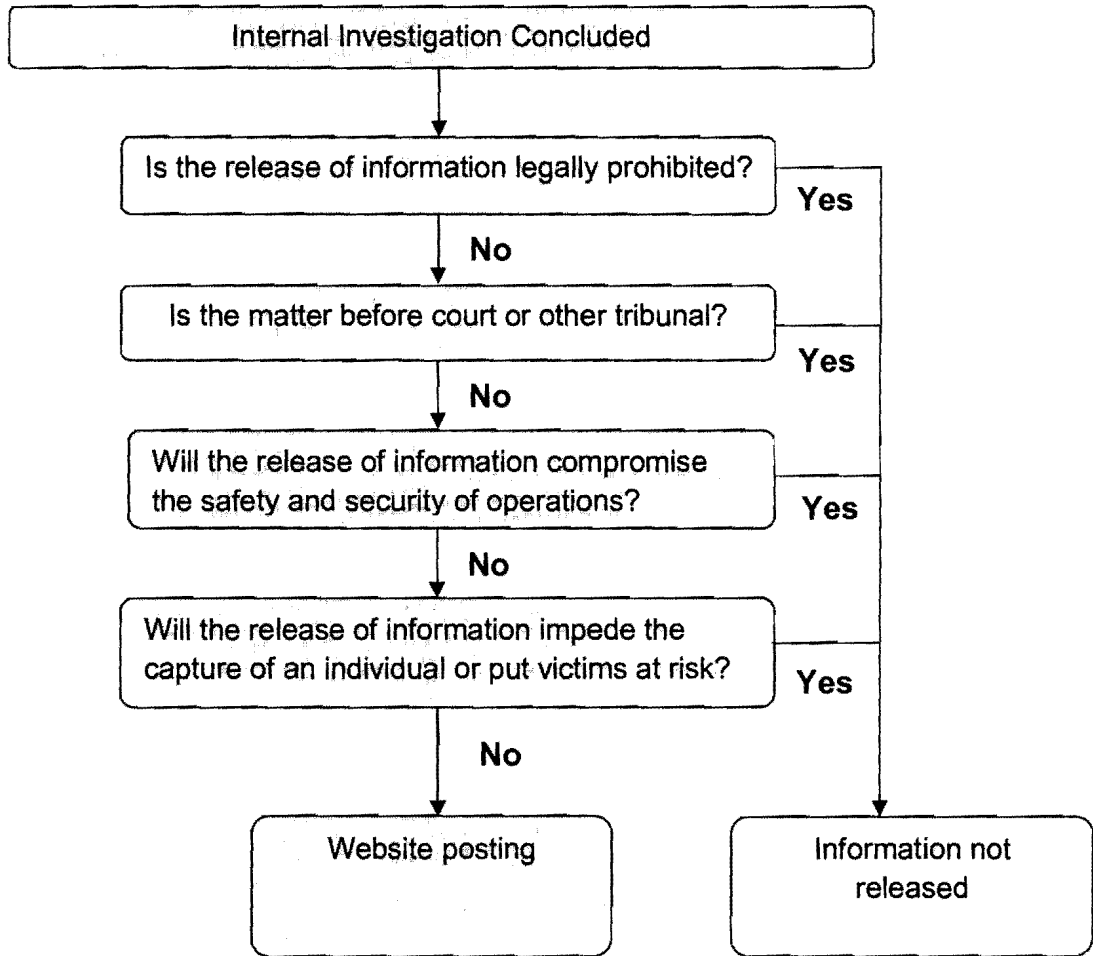 Internal Investigation Concluded
Is the release of information legally prohibited?
Yes
No
Is the matter before court or other tribunal?
Yes
No
Will the release of information compromise
the safety and security of operations?
Yes
No
Will the release of information impede the
capture of an individual or put victims at risk?
Yes
No
Website posting
Information not
released